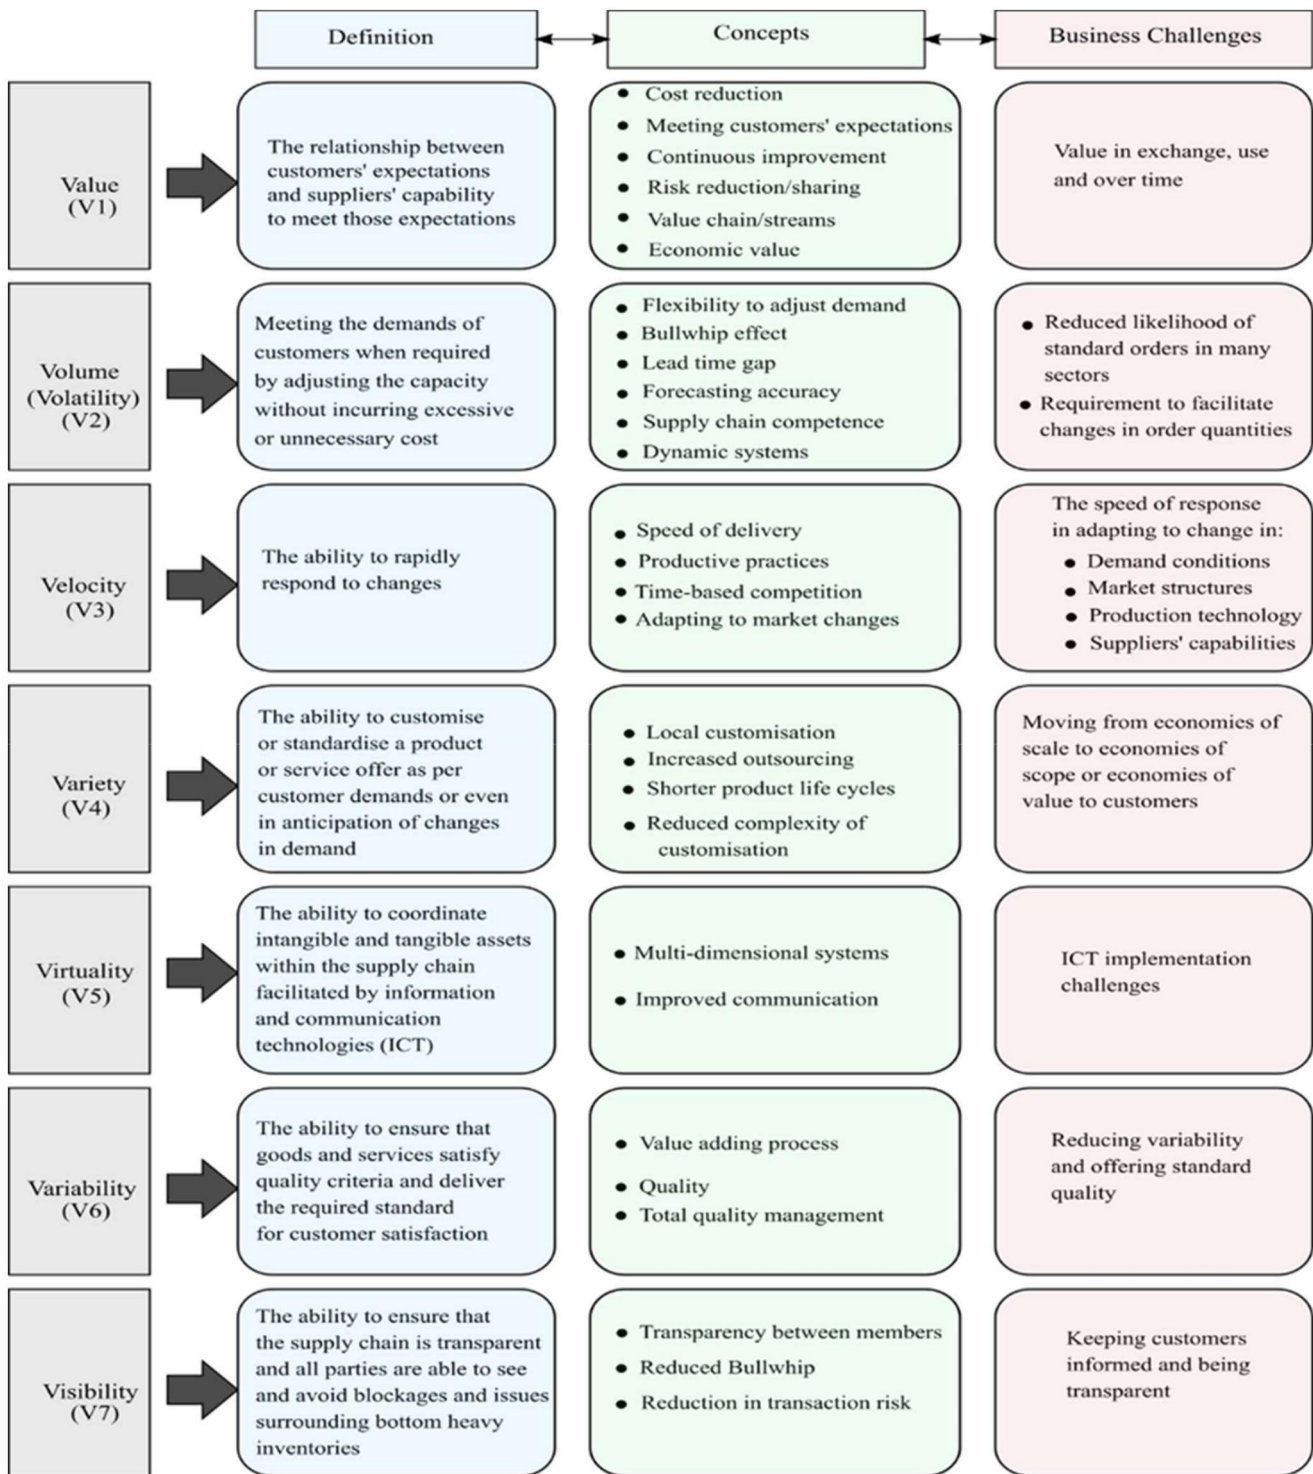 Definition
Concepts
Business Challenges
Value
(V1)
The relationship between
customers' expectations
and suppliers' capability
to meet those expectations
• Cost reduction
• Meeting customers' expectations
• Continuous improvement
• Risk reduction/sharing
• Value chain/streams
• Economic value
Value in exchange, use
and over time
Volume
(Volatility)
(V2)
Meeting the demands of
customers when required
by adjusting the capacity
without incurring excessive
or unnecessary cost
• Flexibility to adjust demand
• Bullwhip effect
• Lead time gap
• Forecasting accuracy
• Supply chain competence
• Dynamic systems
• Reduced likelihood of
standard orders in many
sectors
• Requirement to facilitate
changes in order quantities
Velocity
(V3)
The ability to rapidly
respond to changes
• Speed of delivery
• Productive practices
• Time-based competition
• Adapting to market changes
The speed of response
in adapting to change in:
• Demand conditions
• Market structures
• Production technology
• Suppliers' capabilities
Variety
(V4)
The ability to customise
or standardise a product
or service offer as per
customer demands or even
in anticipation of changes
in demand
• Local customisation
• Increased outsourcing
• Shorter product life cycles
• Reduced complexity of
customisation
Moving from economies of
scale to economies of
scope or economies of
value to customers
Virtuality
(V5)
The ability to coordinate
intangible and tangible assets
within the supply chain
facilitated by information
and communication
technologies (ICT)
• Multi-dimensional systems
• Improved communication
ICT implementation
challenges
Variability
(V6)
The ability to ensure that
goods and services satisfy
quality criteria and deliver
the required standard
for customer satisfaction
• Value adding process
• Quality
• Total quality management
Reducing variability
and offering standard
quality
Visibility
(V7)
The ability to ensure that
the supply chain is transparent
and all parties are able to see
and avoid blockages and issues
surrounding bottom heavy
inventories
• Transparency between members
• Reduced Bullwhip
• Reduction in transaction risk
Keeping customers
informed and being
transparent